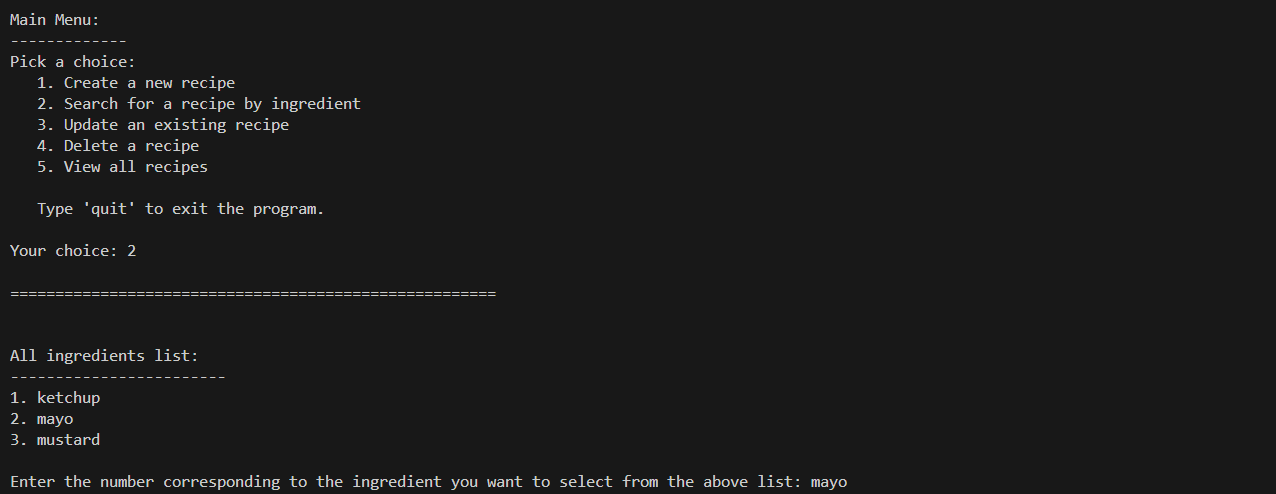 Main Menu:
-------------
Pick a choice:
   1. Create a new recipe
   2. Search for a recipe by ingredient
   3. Update an existing recipe
   4. Delete a recipe
   5. View all recipes
   Type 'quit' to exit the program.
Your choice: 2
======================================================
All ingredients list:
------------------------
1. ketchup
2. mayo
3. mustard
Enter the number corresponding to the ingredient you want to select from the above list: mayo